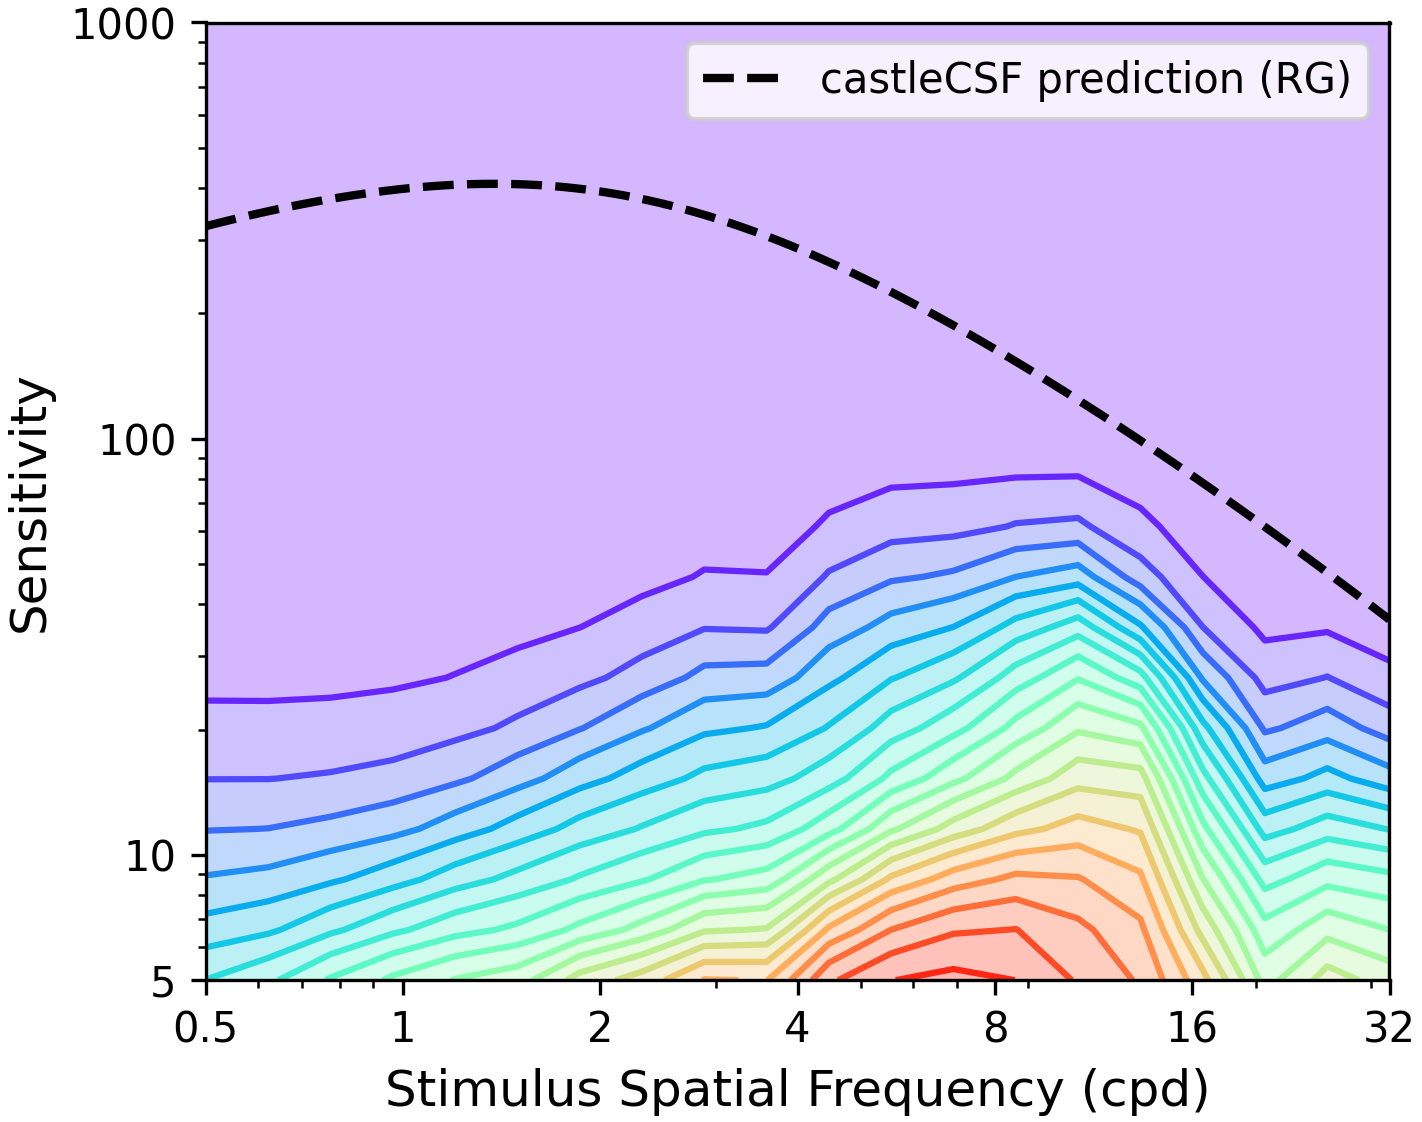 1000
castleCSF prediction (RG)
Sensitivity
100
10
5
0.5 1 2 4 8 16 32
Stimulus Spatial Frequency (cpd)